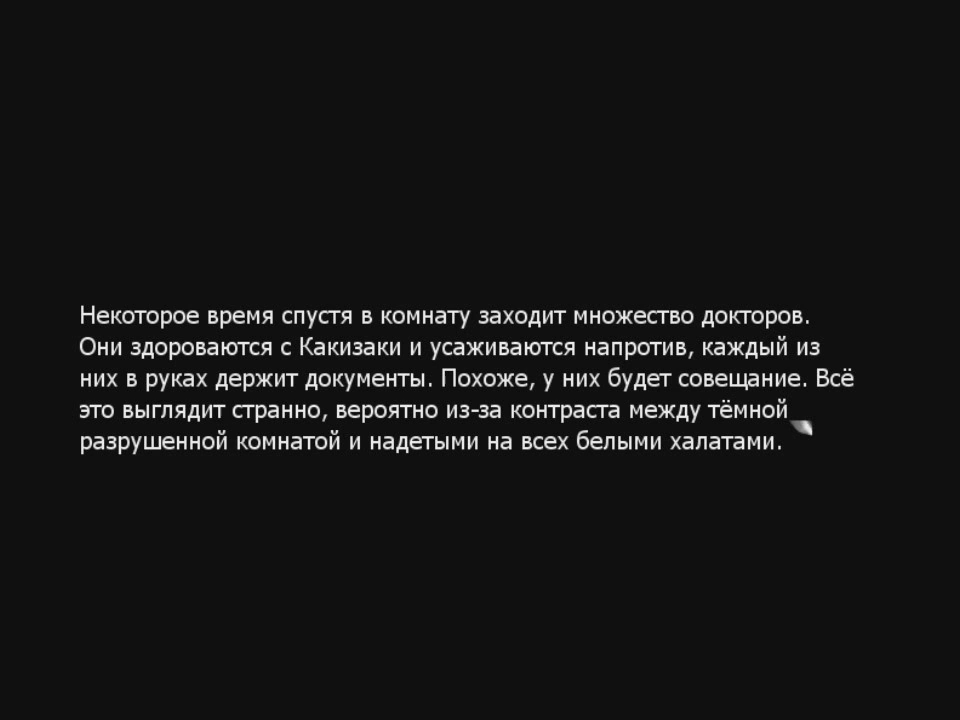 Некоторое время спустя в комнату заходит множество докторов.
Они здороваются с Какизаки и усаживаются напротив, каждый из
них в руках держит документы. Похоже, у них будет совещание. Всё
это выглядит странно, вероятно из-за контраста между тёмной
разрушенной комнатой и надетыми на всех белыми халатами.